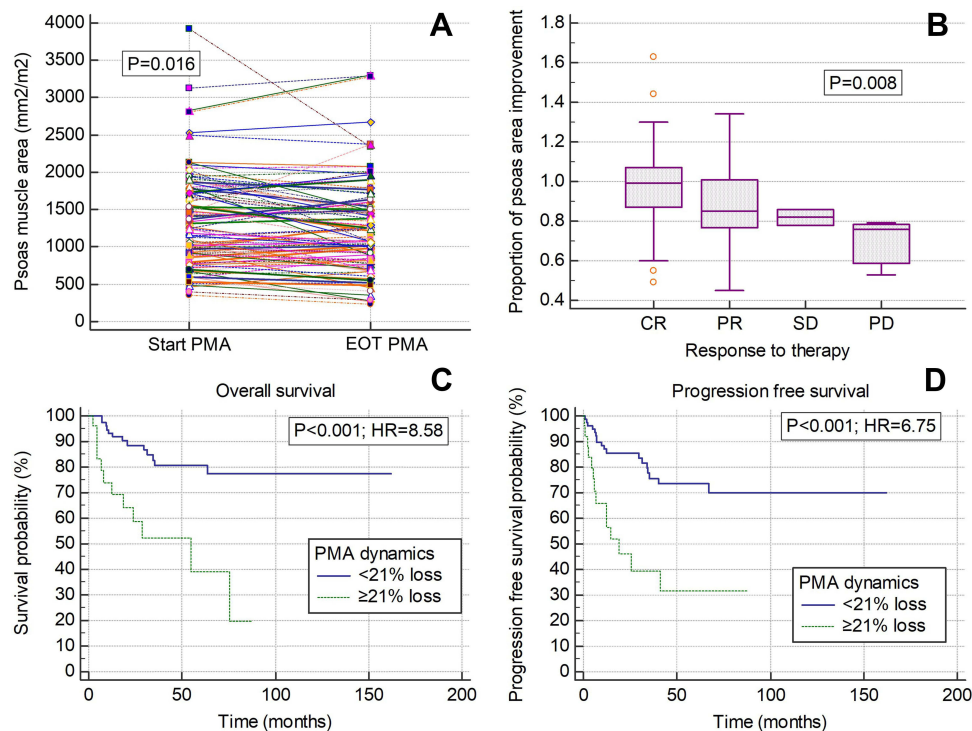 A
Psoas muscle area (mm2/m2)
4000
3500
3000
2500
2000
1500
1000
500
0
P=0.016
Start PMA
EOT PMA
B
Proportion of psoas area improvement
1.8
1.6
1.4
1.2
1.0
0.8
0.6
0.4
P=0.008
CR
PR
SD
PD
Response to therapy
C
Overall survival
Survival probability (%)
100
90
80
70
60
50
40
30
20
10
0
P<0.001; HR=8.58
PMA dynamics
<21% loss
≥21% loss
0
50
100
150
200
Time (months)
D
Progression free survival
Progression free survival probability (%)
100
90
80
70
60
50
40
30
20
10
0
P<0.001; HR=6.75
PMA dynamics
<21% loss
≥21% loss
0
50
100
150
200
Time (months)